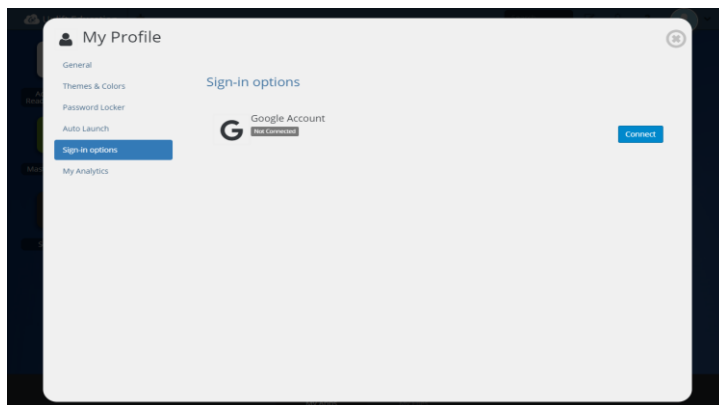 My Profile
General
Themes & Colors
Password Locker
Auto Launch
Sign-in options
My Analytics
Sign-in options
G
Google Account
Not Connected
Connect